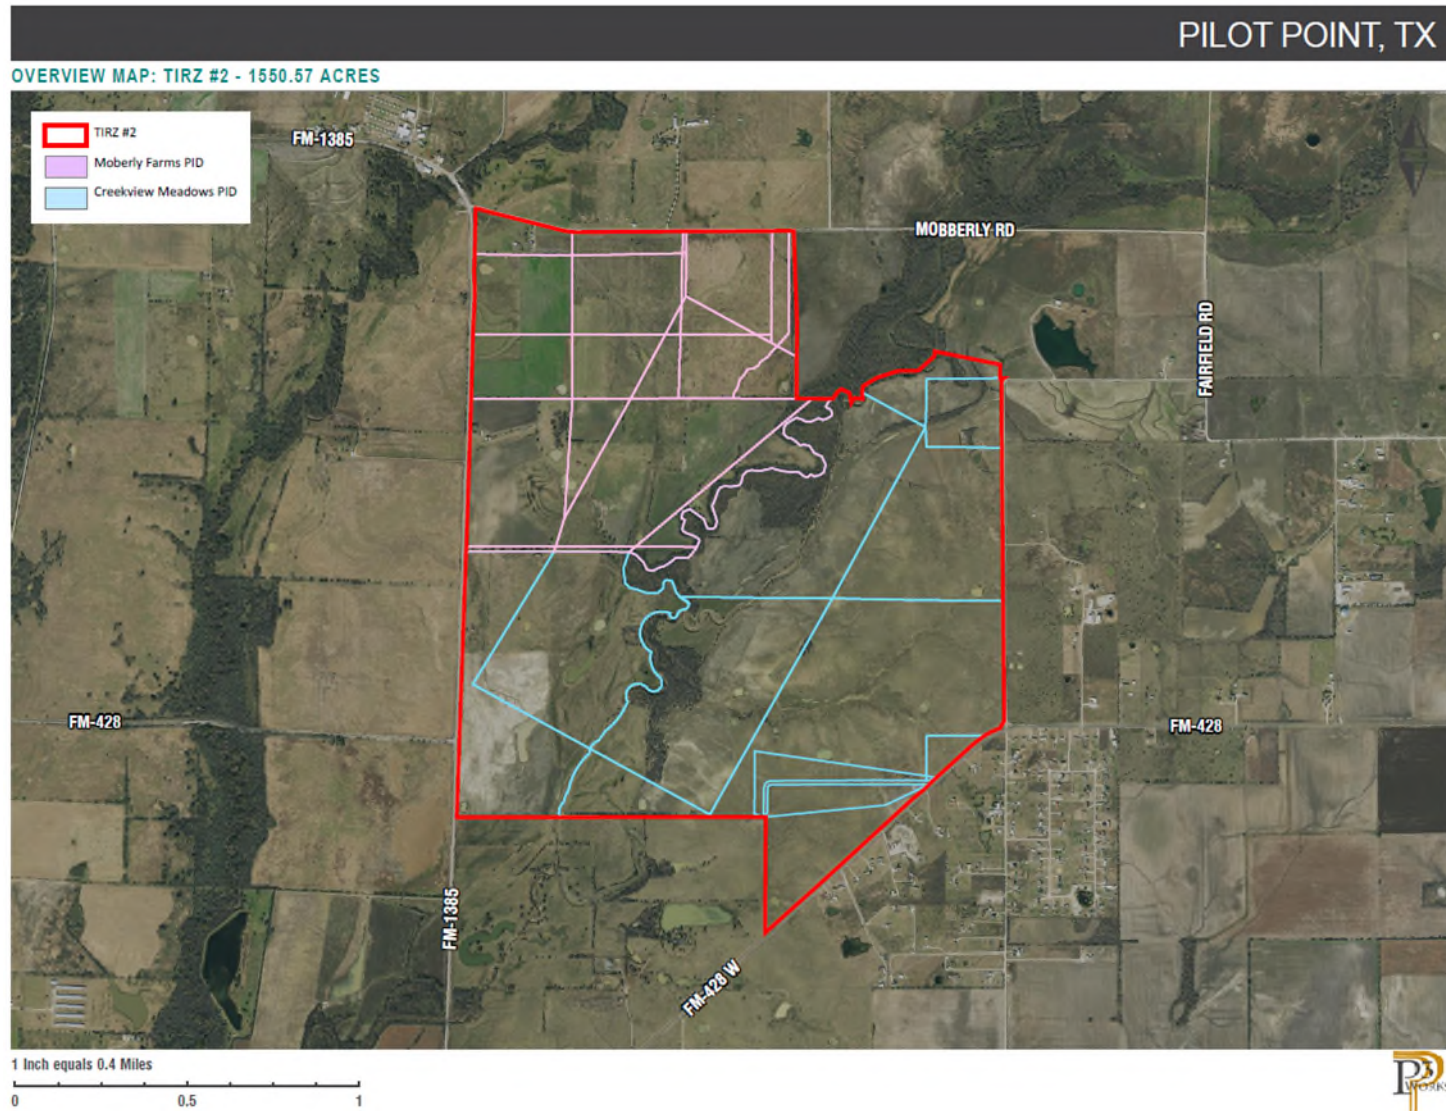 PILOT POINT, TX
OVERVIEW MAP: TIRZ #2 - 1550.57 ACRES
TIRZ #2
Moberly Farms PID
Creekview Meadows PID
FM-1385
MOBBERLY RD
FAIRFIELD RD
FM-428
FM-428
FM-1385
FM-428 W
1 Inch equals 0.4 Miles
0 0.5 1
P3
WORKS